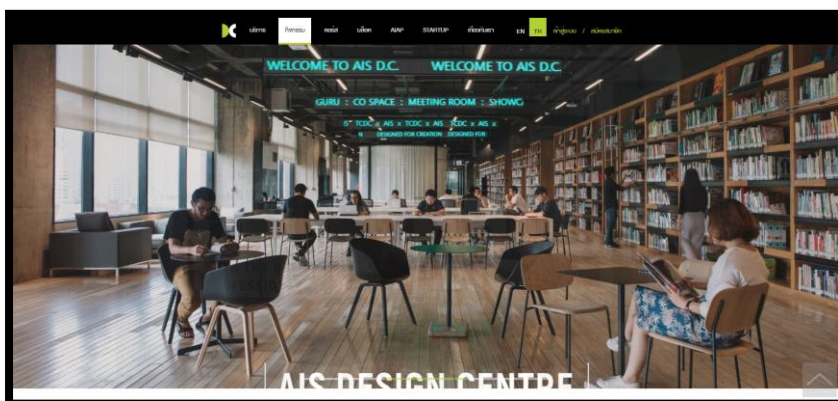 บริการ กิจกรรม คอร์ส บล็อค AIAP STARTUP เกี่ยวกับเรา EN TH เข้าสู่ระบบ / สมัครสมาชิก
WELCOME TO AIS D.C. WELCOME TO AIS D.C.
GURU : CO SPACE : MEETING ROOM : SHOWC
TCDC x AIS x TCDC x AIS TCDC x AIS x
N DESIGNED FOR CREATION DESIGNED FOR
AIS DESIGN CENTRE